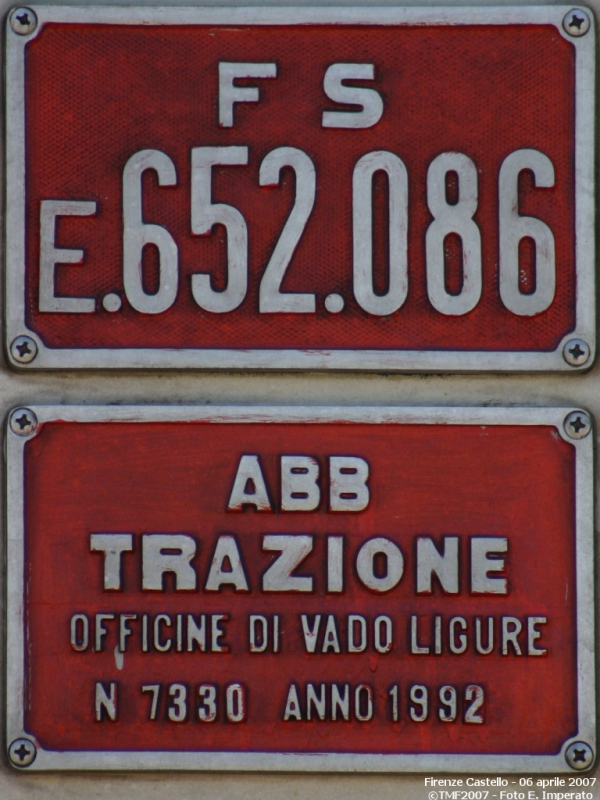 F S
E.652.086
ABB
TRAZIONE
OFFICINE DI VADO LIGURE
N 7330 ANNO 1992
Firenze Castello - 06 aprile 2007
©TMF2007 - Foto E. Imperato